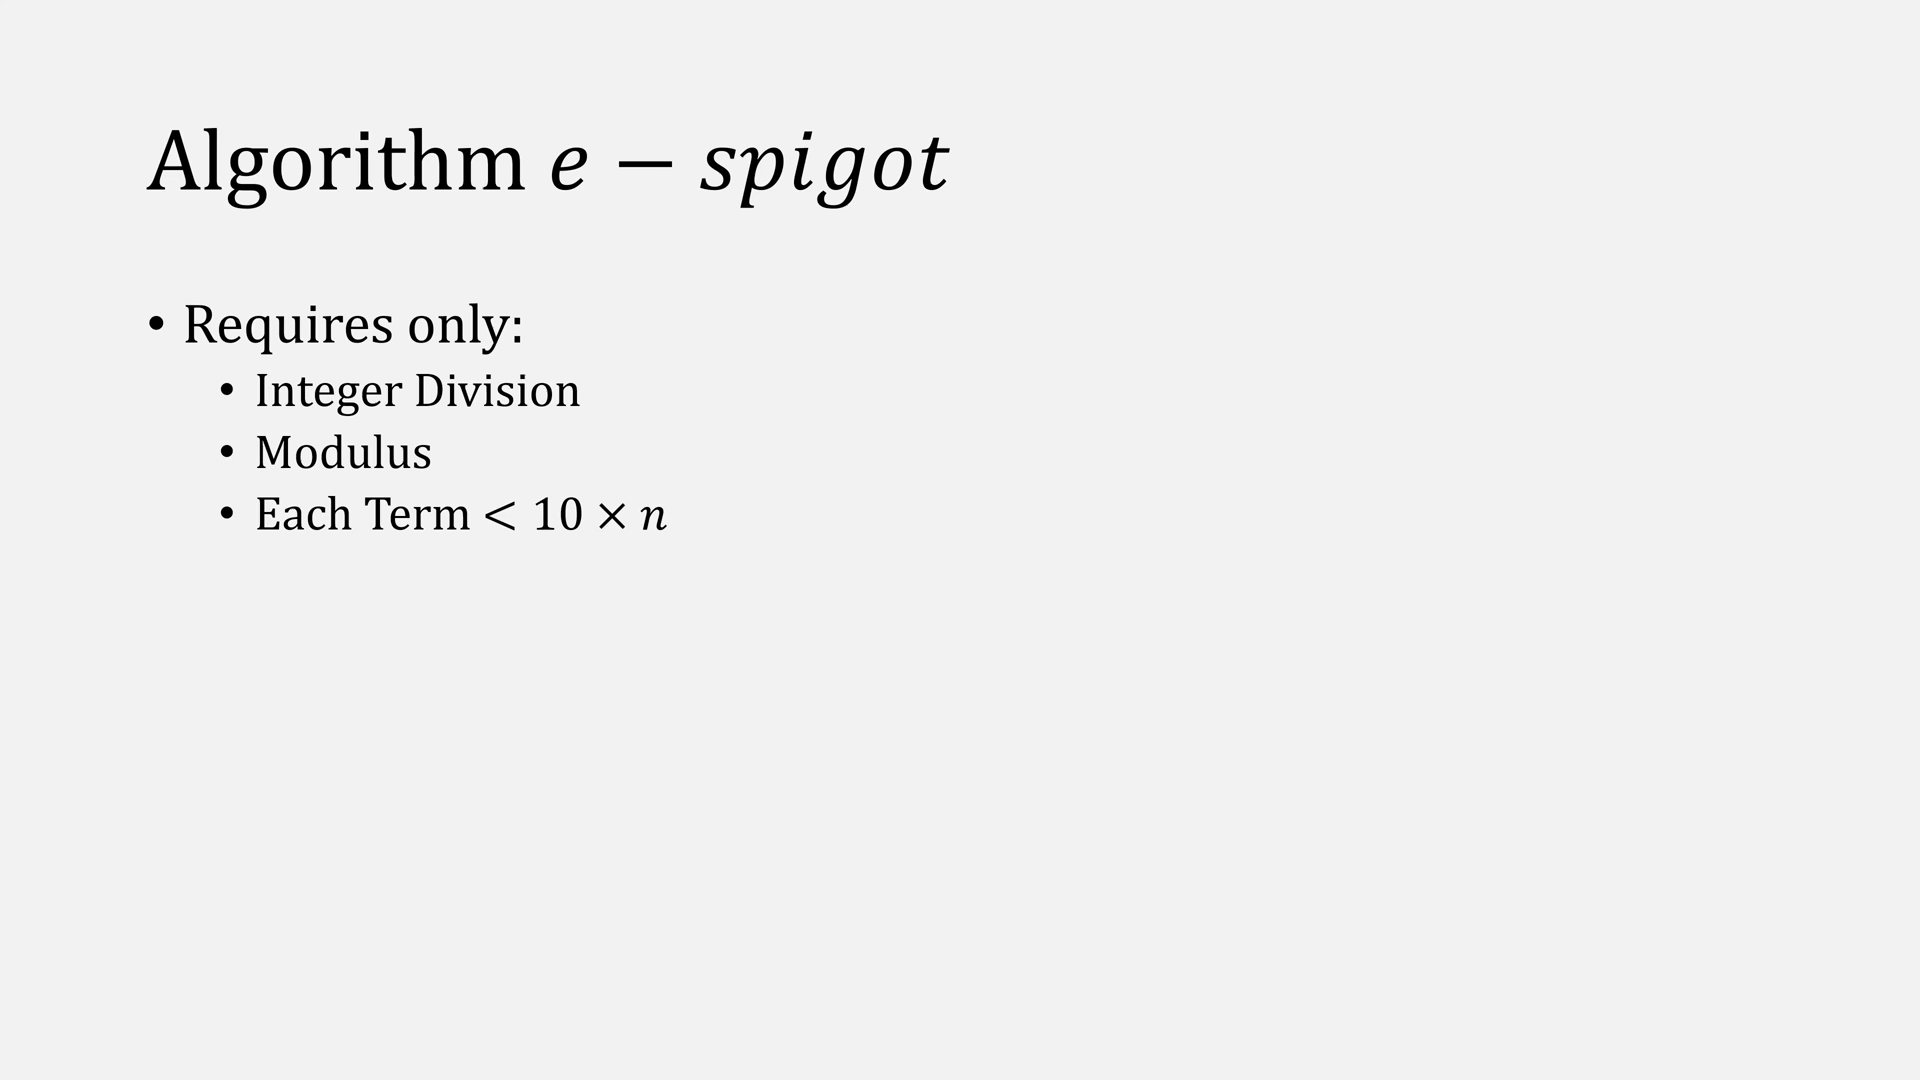 Algorithm e − spigot
• Requires only:
• Integer Division
• Modulus
• Each Term < 10 × n